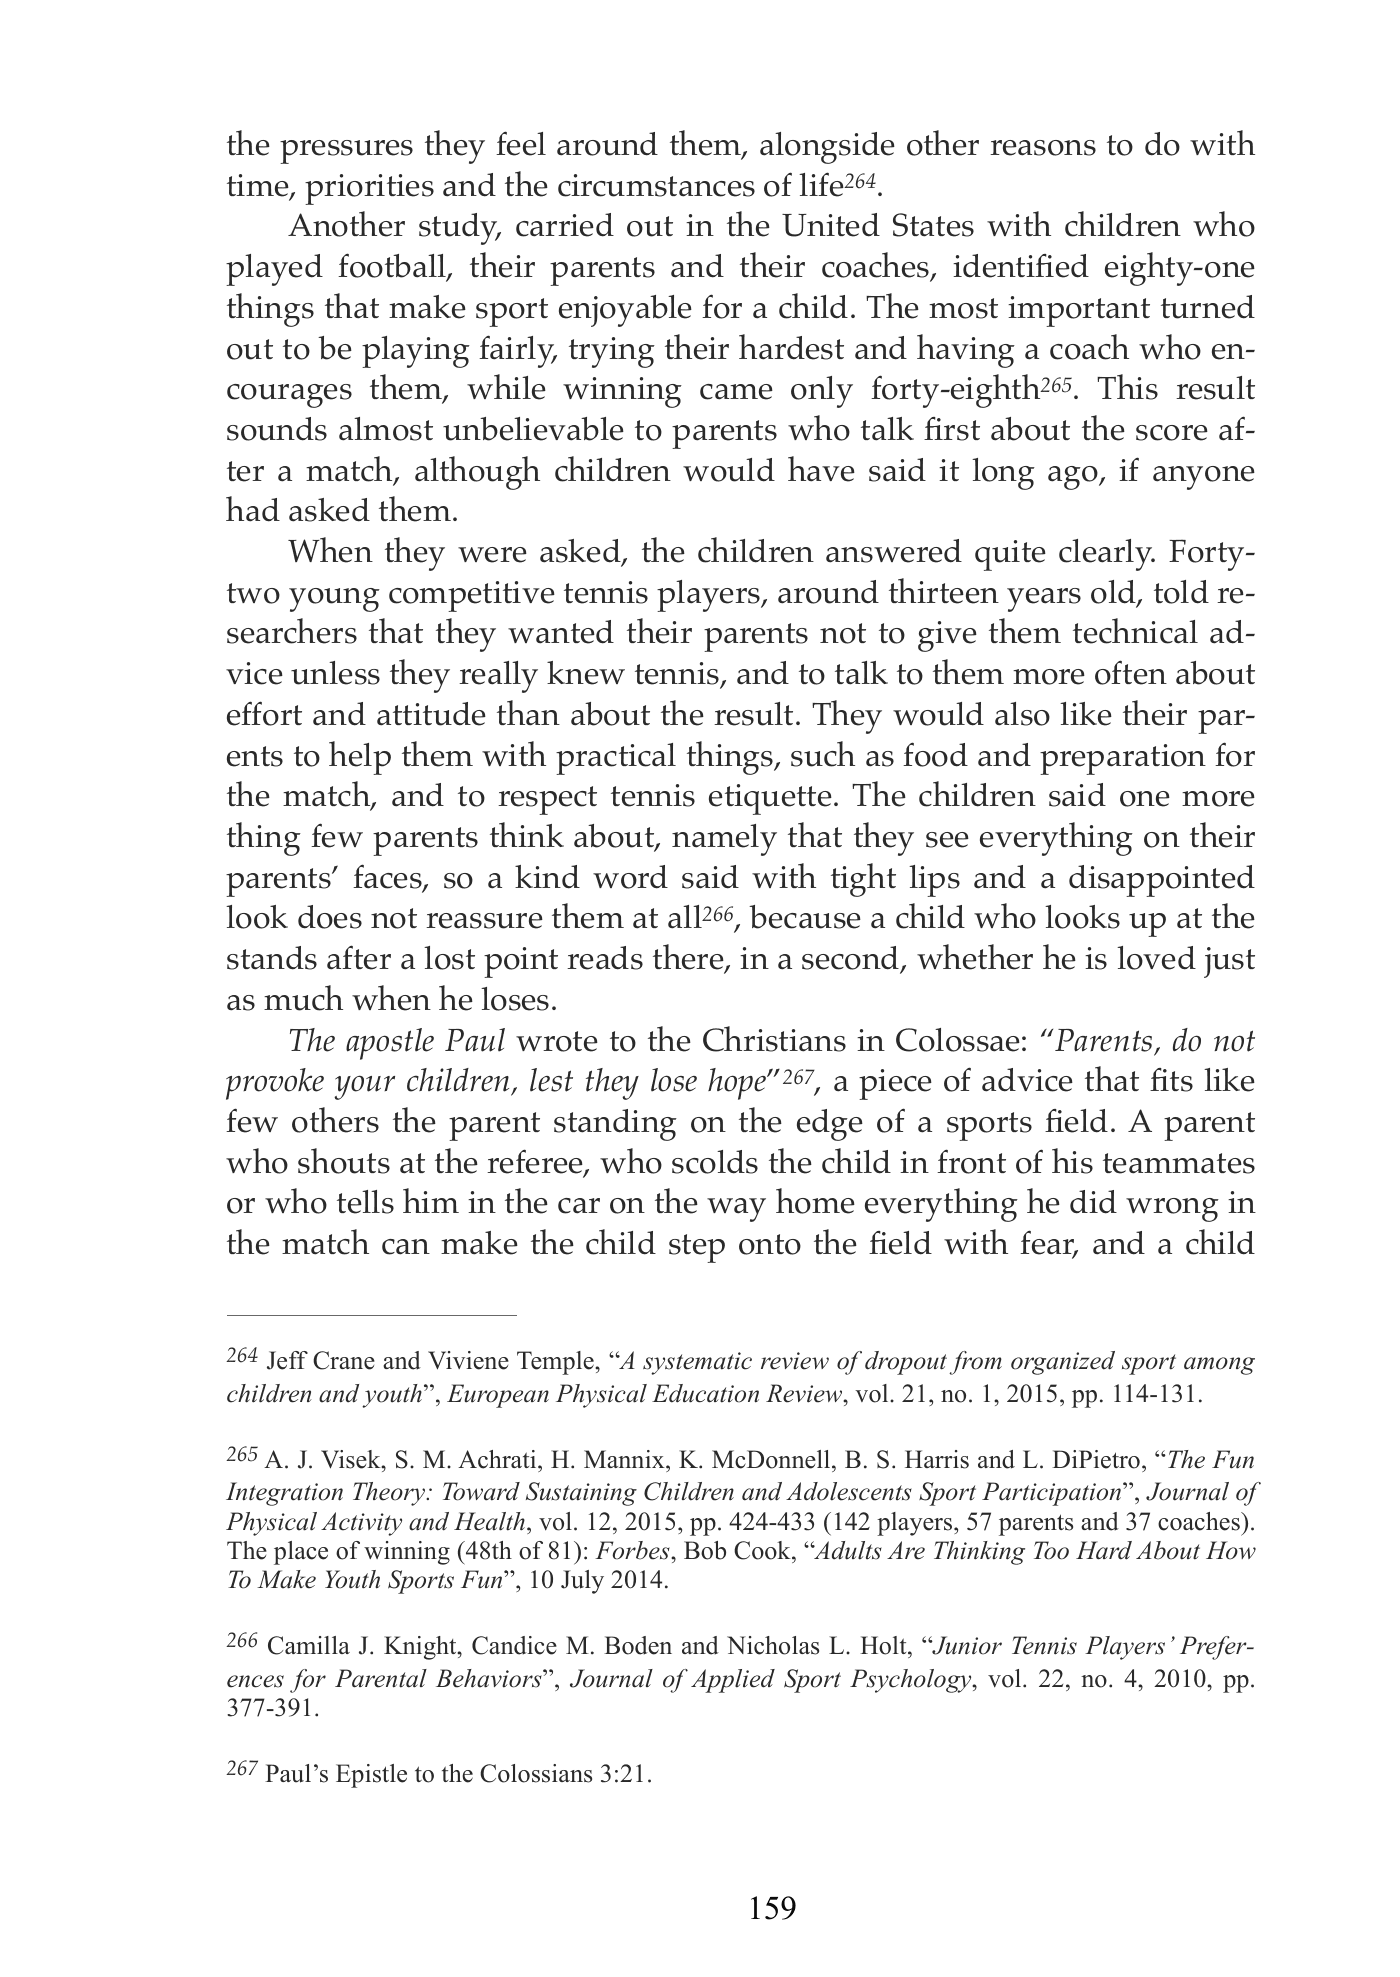 the pressures they feel around them, alongside other reasons to do with
time, priorities and the circumstances of life264.
Another study, carried out in the United States with children who
played football, their parents and their coaches, identified eighty-one
things that make sport enjoyable for a child. The most important turned
out to be playing fairly, trying their hardest and having a coach who en-
courages them, while winning came only forty-eighth265. This result
sounds almost unbelievable to parents who talk first about the score af-
ter a match, although children would have said it long ago, if anyone
had asked them.
When they were asked, the children answered quite clearly. Forty-
two young competitive tennis players, around thirteen years old, told re-
searchers that they wanted their parents not to give them technical ad-
vice unless they really knew tennis, and to talk to them more often about
effort and attitude than about the result. They would also like their par-
ents to help them with practical things, such as food and preparation for
the match, and to respect tennis etiquette. The children said one more
thing few parents think about, namely that they see everything on their
parents’ faces, so a kind word said with tight lips and a disappointed
look does not reassure them at all266, because a child who looks up at the
stands after a lost point reads there, in a second, whether he is loved just
as much when he loses.
The apostle Paul wrote to the Christians in Colossae: “Parents, do not
provoke your children, lest they lose hope”267, a piece of advice that fits like
few others the parent standing on the edge of a sports field. A parent
who shouts at the referee, who scolds the child in front of his teammates
or who tells him in the car on the way home everything he did wrong in
the match can make the child step onto the field with fear, and a child
264 Jeff Crane and Viviene Temple, “A systematic review of dropout from organized sport among
children and youth”, European Physical Education Review, vol. 21, no. 1, 2015, pp. 114-131.
265 A. J. Visek, S. M. Achrati, H. Mannix, K. McDonnell, B. S. Harris and L. DiPietro, “The Fun
Integration Theory: Toward Sustaining Children and Adolescents Sport Participation”, Journal of
Physical Activity and Health, vol. 12, 2015, pp. 424-433 (142 players, 57 parents and 37 coaches).
The place of winning (48th of 81): Forbes, Bob Cook, “Adults Are Thinking Too Hard About How
To Make Youth Sports Fun”, 10 July 2014.
266 Camilla J. Knight, Candice M. Boden and Nicholas L. Holt, “Junior Tennis Players’ Prefer-
ences for Parental Behaviors”, Journal of Applied Sport Psychology, vol. 22, no. 4, 2010, pp.
377-391.
267 Paul’s Epistle to the Colossians 3:21.
159